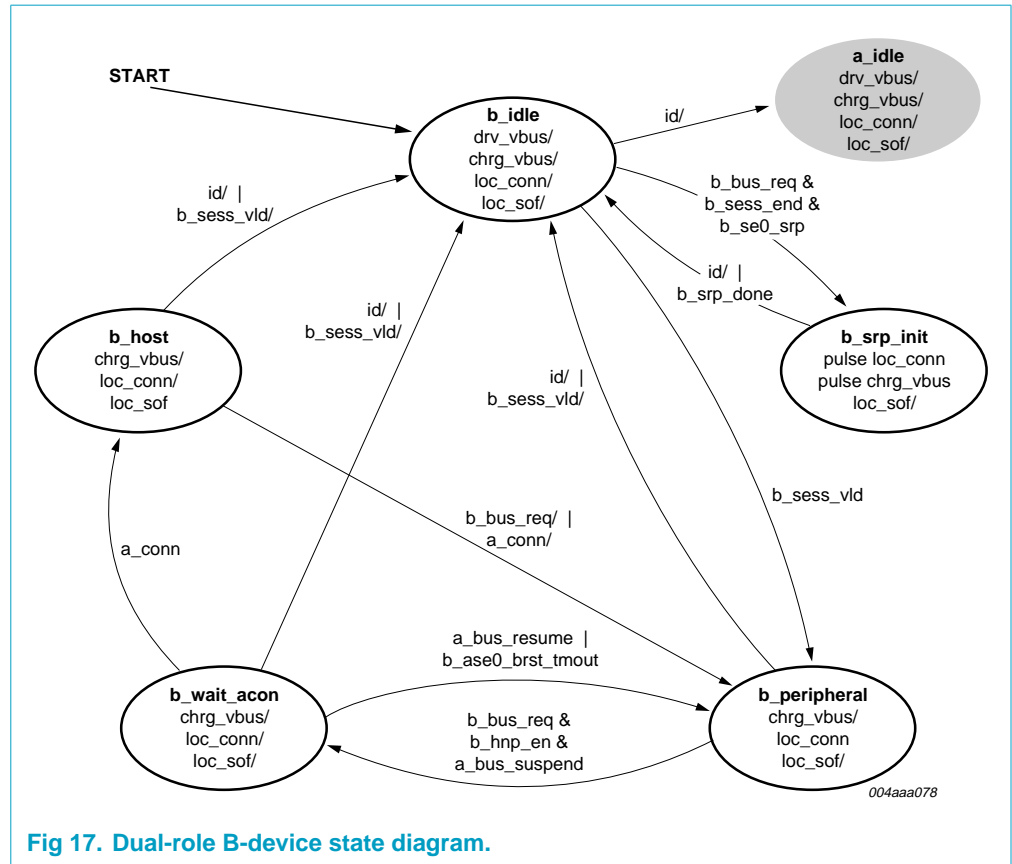 START
a_idle
drv_vbus/
chrg_vbus/
loc_conn/
loc_sof/
b_idle
drv_vbus/
chrg_vbus/
loc_conn/
loc_sof/
id/
b_bus_req &
b_sess_end &
b_se0_srp
id/ |
b_sess_vld/
id/ |
b_srp_done
id/ |
b_sess_vld/
b_host
chrg_vbus/
loc_conn/
loc_sof
b_srp_init
pulse loc_conn
pulse chrg_vbus
loc_sof/
id/ |
b_sess_vld/
b_sess_vld
b_bus_req/ |
a_conn/
a_conn
a_bus_resume |
b_ase0_brst_tmout
b_wait_acon
chrg_vbus/
loc_conn/
loc_sof/
b_bus_req &
b_hnp_en &
a_bus_suspend
b_peripheral
chrg_vbus/
loc_conn
loc_sof/
004aaa078
Fig 17. Dual-role B-device state diagram.